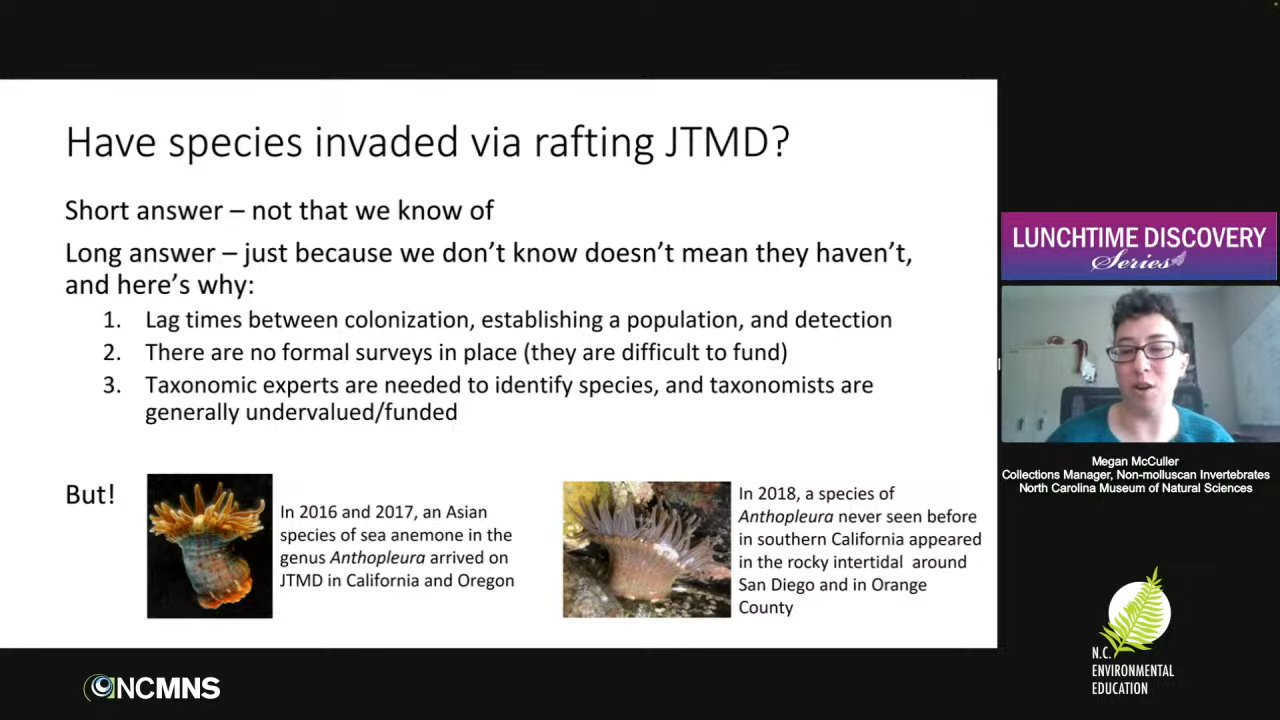 Have species invaded via rafting JTMD?
Short answer – not that we know of
Long answer – just because we don't know doesn't mean they haven't,
and here's why:
1. Lag times between colonization, establishing a population, and detection
2. There are no formal surveys in place (they are difficult to fund)
3. Taxonomic experts are needed to identify species, and taxonomists are
generally undervalued/funded
But!
In 2016 and 2017, an Asian
species of sea anemone in the
genus Anthopleura arrived on
JTMD in California and Oregon
In 2018, a species of
Anthopleura never seen before
in southern California appeared
in the rocky intertidal around
San Diego and in Orange
County
LUNCHTIME DISCOVERY
Series
Megan McCuller
Collections Manager, Non-molluscan Invertebrates
North Carolina Museum of Natural Sciences
N.C.
ENVIRONMENTAL
EDUCATION
NCMNS